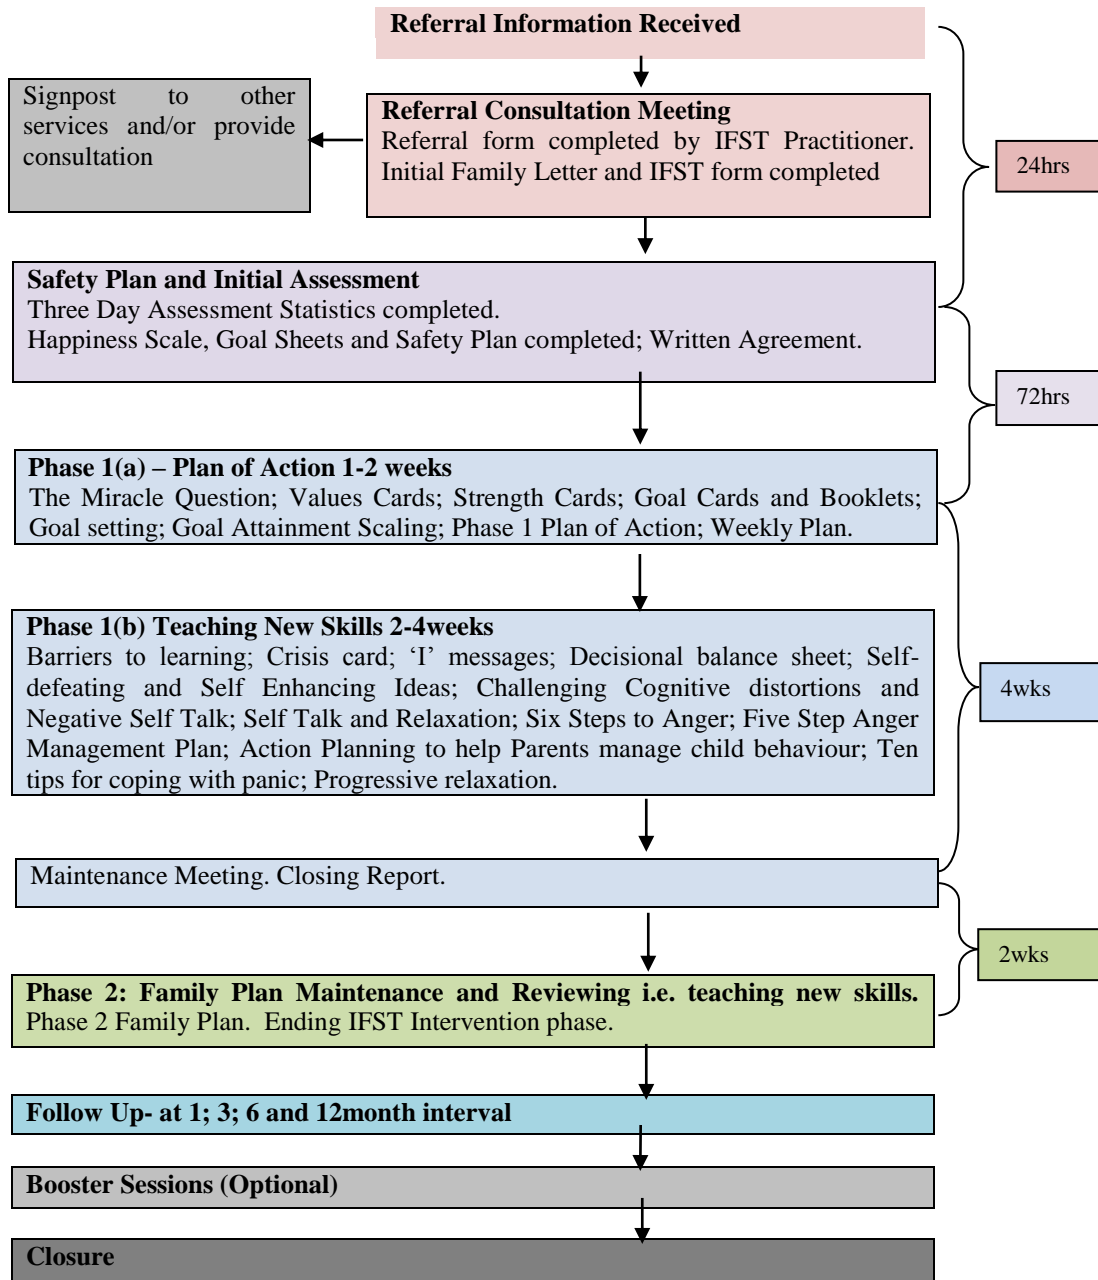 Referral Information Received
Signpost to other
services and/or provide
consultation
Referral Consultation Meeting
Referral form completed by IFST Practitioner.
Initial Family Letter and IFST form completed
24hrs
Safety Plan and Initial Assessment
Three Day Assessment Statistics completed.
Happiness Scale, Goal Sheets and Safety Plan completed; Written Agreement.
72hrs
Phase 1(a) – Plan of Action 1-2 weeks
The Miracle Question; Values Cards; Strength Cards; Goal Cards and Booklets;
Goal setting; Goal Attainment Scaling; Phase 1 Plan of Action; Weekly Plan.
Phase 1(b) Teaching New Skills 2-4weeks
Barriers to learning; Crisis card; ‘I’ messages; Decisional balance sheet; Self-
defeating and Self Enhancing Ideas; Challenging Cognitive distortions and
Negative Self Talk; Self Talk and Relaxation; Six Steps to Anger; Five Step Anger
Management Plan; Action Planning to help Parents manage child behaviour; Ten
tips for coping with panic; Progressive relaxation.
4wks
Maintenance Meeting. Closing Report.
2wks
Phase 2: Family Plan Maintenance and Reviewing i.e. teaching new skills.
Phase 2 Family Plan. Ending IFST Intervention phase.
Follow Up- at 1; 3; 6 and 12month interval
Booster Sessions (Optional)
Closure